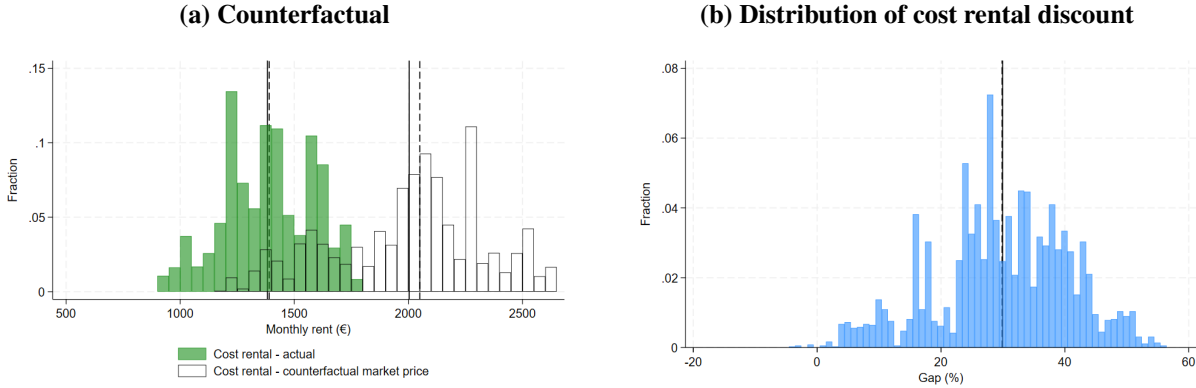 (a) Counterfactual
.15
.1
.05
0
Fraction
500 1000 1500 2000 2500
Monthly rent (€)
Cost rental - actual
Cost rental - counterfactual market price
(b) Distribution of cost rental discount
.08
.06
.04
.02
0
Fraction
-20 0 20 40 60
Gap (%)